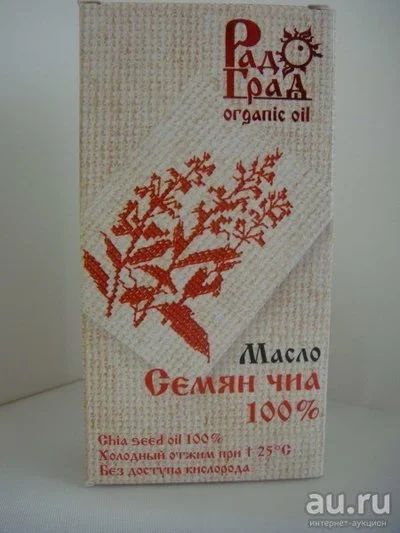 Радо
Град
organic oil
Масло
Семян чиа
100%
Chia seed oil 100%
Холодный отжим при t 25°C
Без доступа кислорода
au.ru
интернет-аукцион